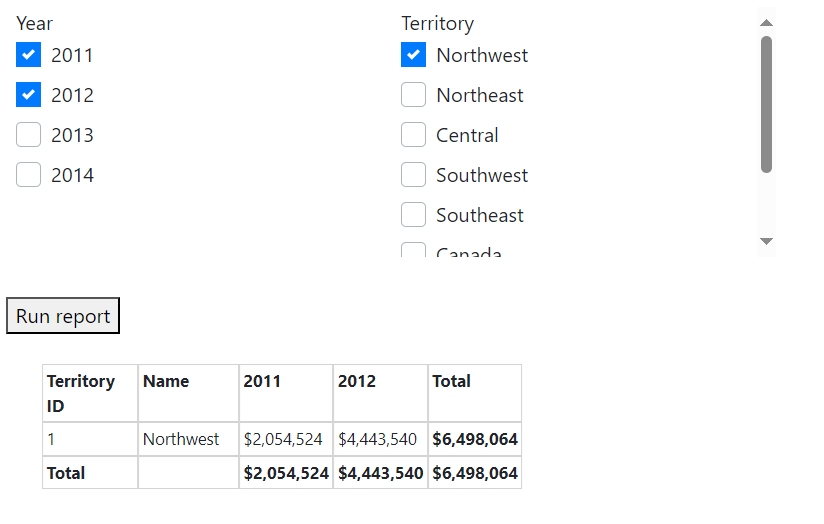 Year
2011
2012
2013
2014
Territory
Northwest
Northeast
Central
Southwest
Southeast
Canada
Run report
Territory ID Name 2011 2012 Total
1 Northwest $2,054,524 $4,443,540 $6,498,064
Total $2,054,524 $4,443,540 $6,498,064